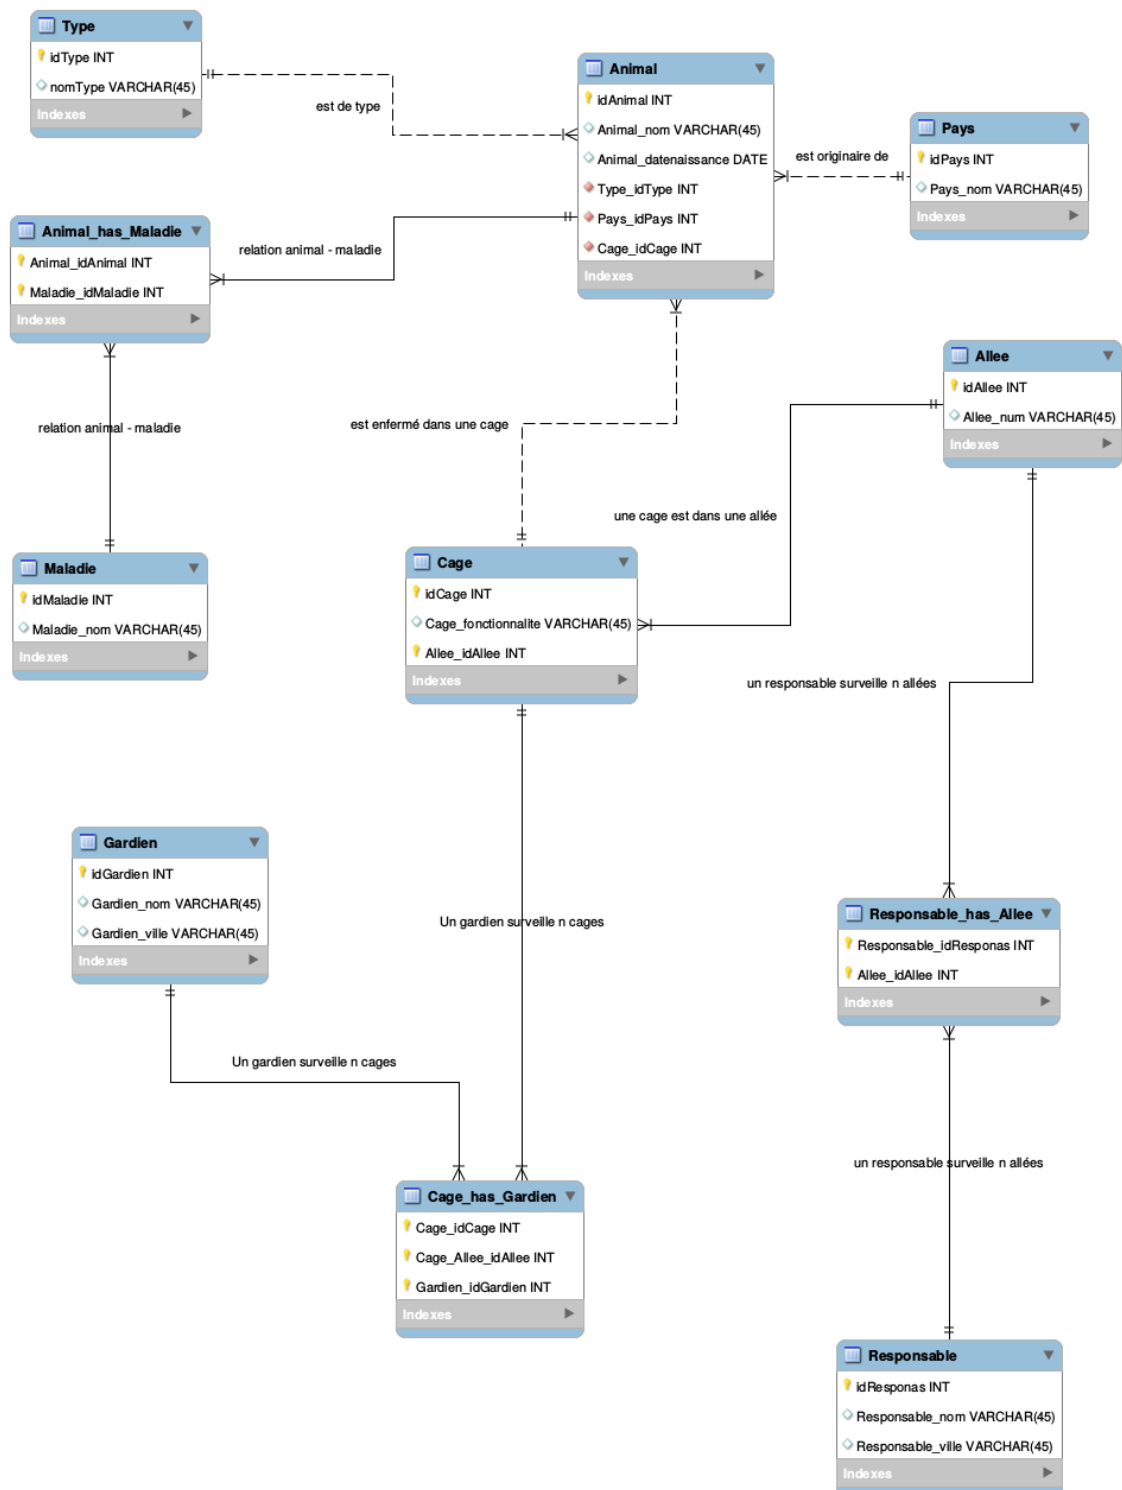 Type
idType INT
nomType VARCHAR(45)
Indexes
est de type
Animal
idAnimal INT
Animal_nom VARCHAR(45)
Animal_datenaissance DATE
Type_idType INT
Pays_idPays INT
Cage_idCage INT
Indexes
est originaire de
Pays
idPays INT
Pays_nom VARCHAR(45)
Indexes
Animal_has_Maladie
Animal_idAnimal INT
Maladie_idMaladie INT
Indexes
relation animal - maladie
relation animal - maladie
Maladie
idMaladie INT
Maladie_nom VARCHAR(45)
Indexes
est enfermé dans une cage
Allee
idAllee INT
Allee_num VARCHAR(45)
Indexes
une cage est dans une allée
Cage
idCage INT
Cage_fonctionnalite VARCHAR(45)
Allee_idAllee INT
Indexes
un responsable surveille n allées
Gardien
idGardien INT
Gardien_nom VARCHAR(45)
Gardien_ville VARCHAR(45)
Indexes
Un gardien surveille n cages
Un gardien surveille n cages
Responsable_has_Allee
Responsable_idResponas INT
Allee_idAllee INT
Indexes
un responsable surveille n allées
Cage_has_Gardien
Cage_idCage INT
Cage_Allee_idAllee INT
Gardien_idGardien INT
Indexes
Responsable
idResponas INT
Responsable_nom VARCHAR(45)
Responsable_ville VARCHAR(45)
Indexes